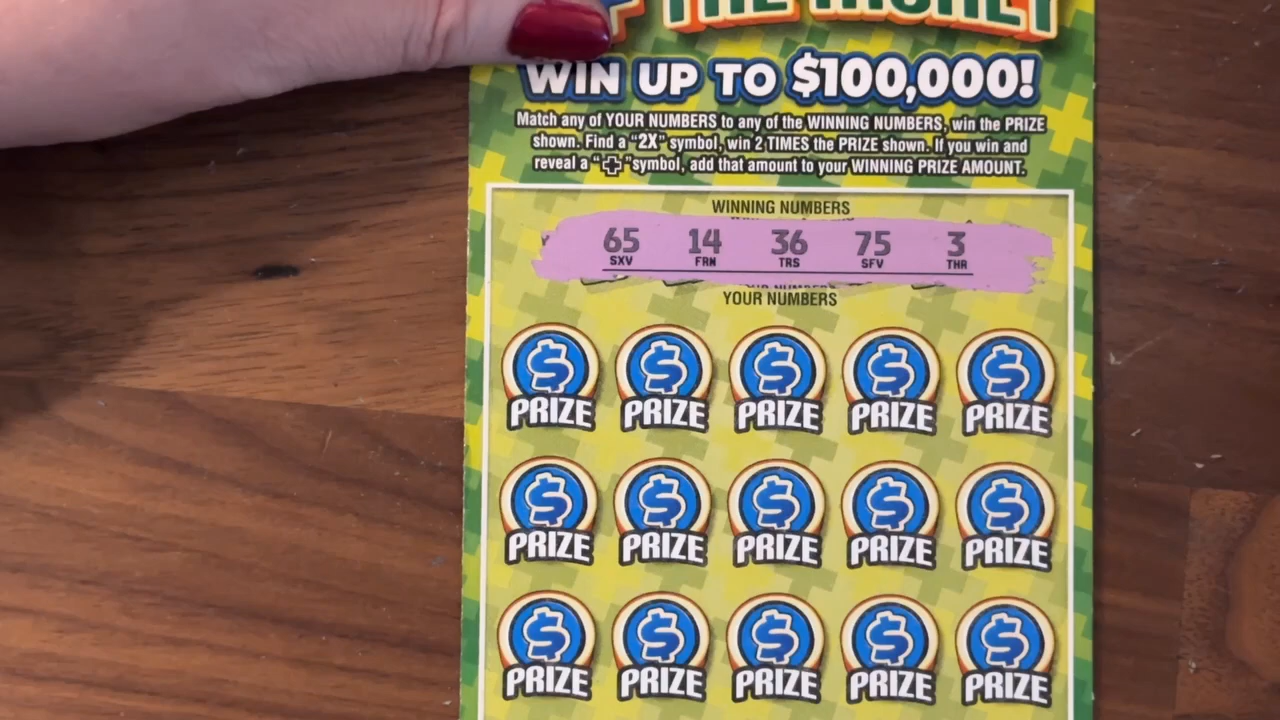 THE MONEY
WIN UP TO $100,000!
Match any of YOUR NUMBERS to any of the WINNING NUMBERS, win the PRIZE
shown. Find a "2X" symbol, win 2 TIMES the PRIZE shown. If you win and
reveal a "✚" symbol, add that amount to your WINNING PRIZE AMOUNT.
WINNING NUMBERS
65 14 36 75 3
SXV FRN TRS SFV THR
YOUR NUMBERS
$ $ $ $ $
PRIZE PRIZE PRIZE PRIZE PRIZE
$ $ $ $ $
PRIZE PRIZE PRIZE PRIZE PRIZE
$ $ $ $ $
PRIZE PRIZE PRIZE PRIZE PRIZE